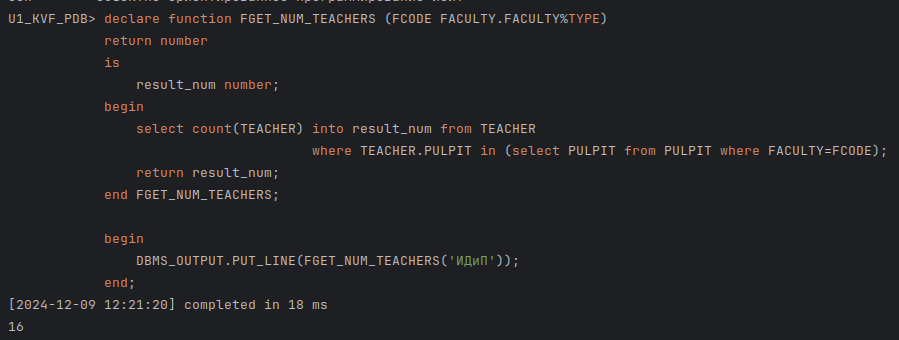 U1_KVF_PDB> declare function FGET_NUM_TEACHERS (FCODE FACULTY.FACULTY%TYPE)
return number
is
result_num number;
begin
select count(TEACHER) into result_num from TEACHER
where TEACHER.PULPIT in (select PULPIT from PULPIT where FACULTY=FCODE);
return result_num;
end FGET_NUM_TEACHERS;
begin
DBMS_OUTPUT.PUT_LINE(FGET_NUM_TEACHERS('ИДиП'));
end;
[2024-12-09 12:21:20] completed in 18 ms
16